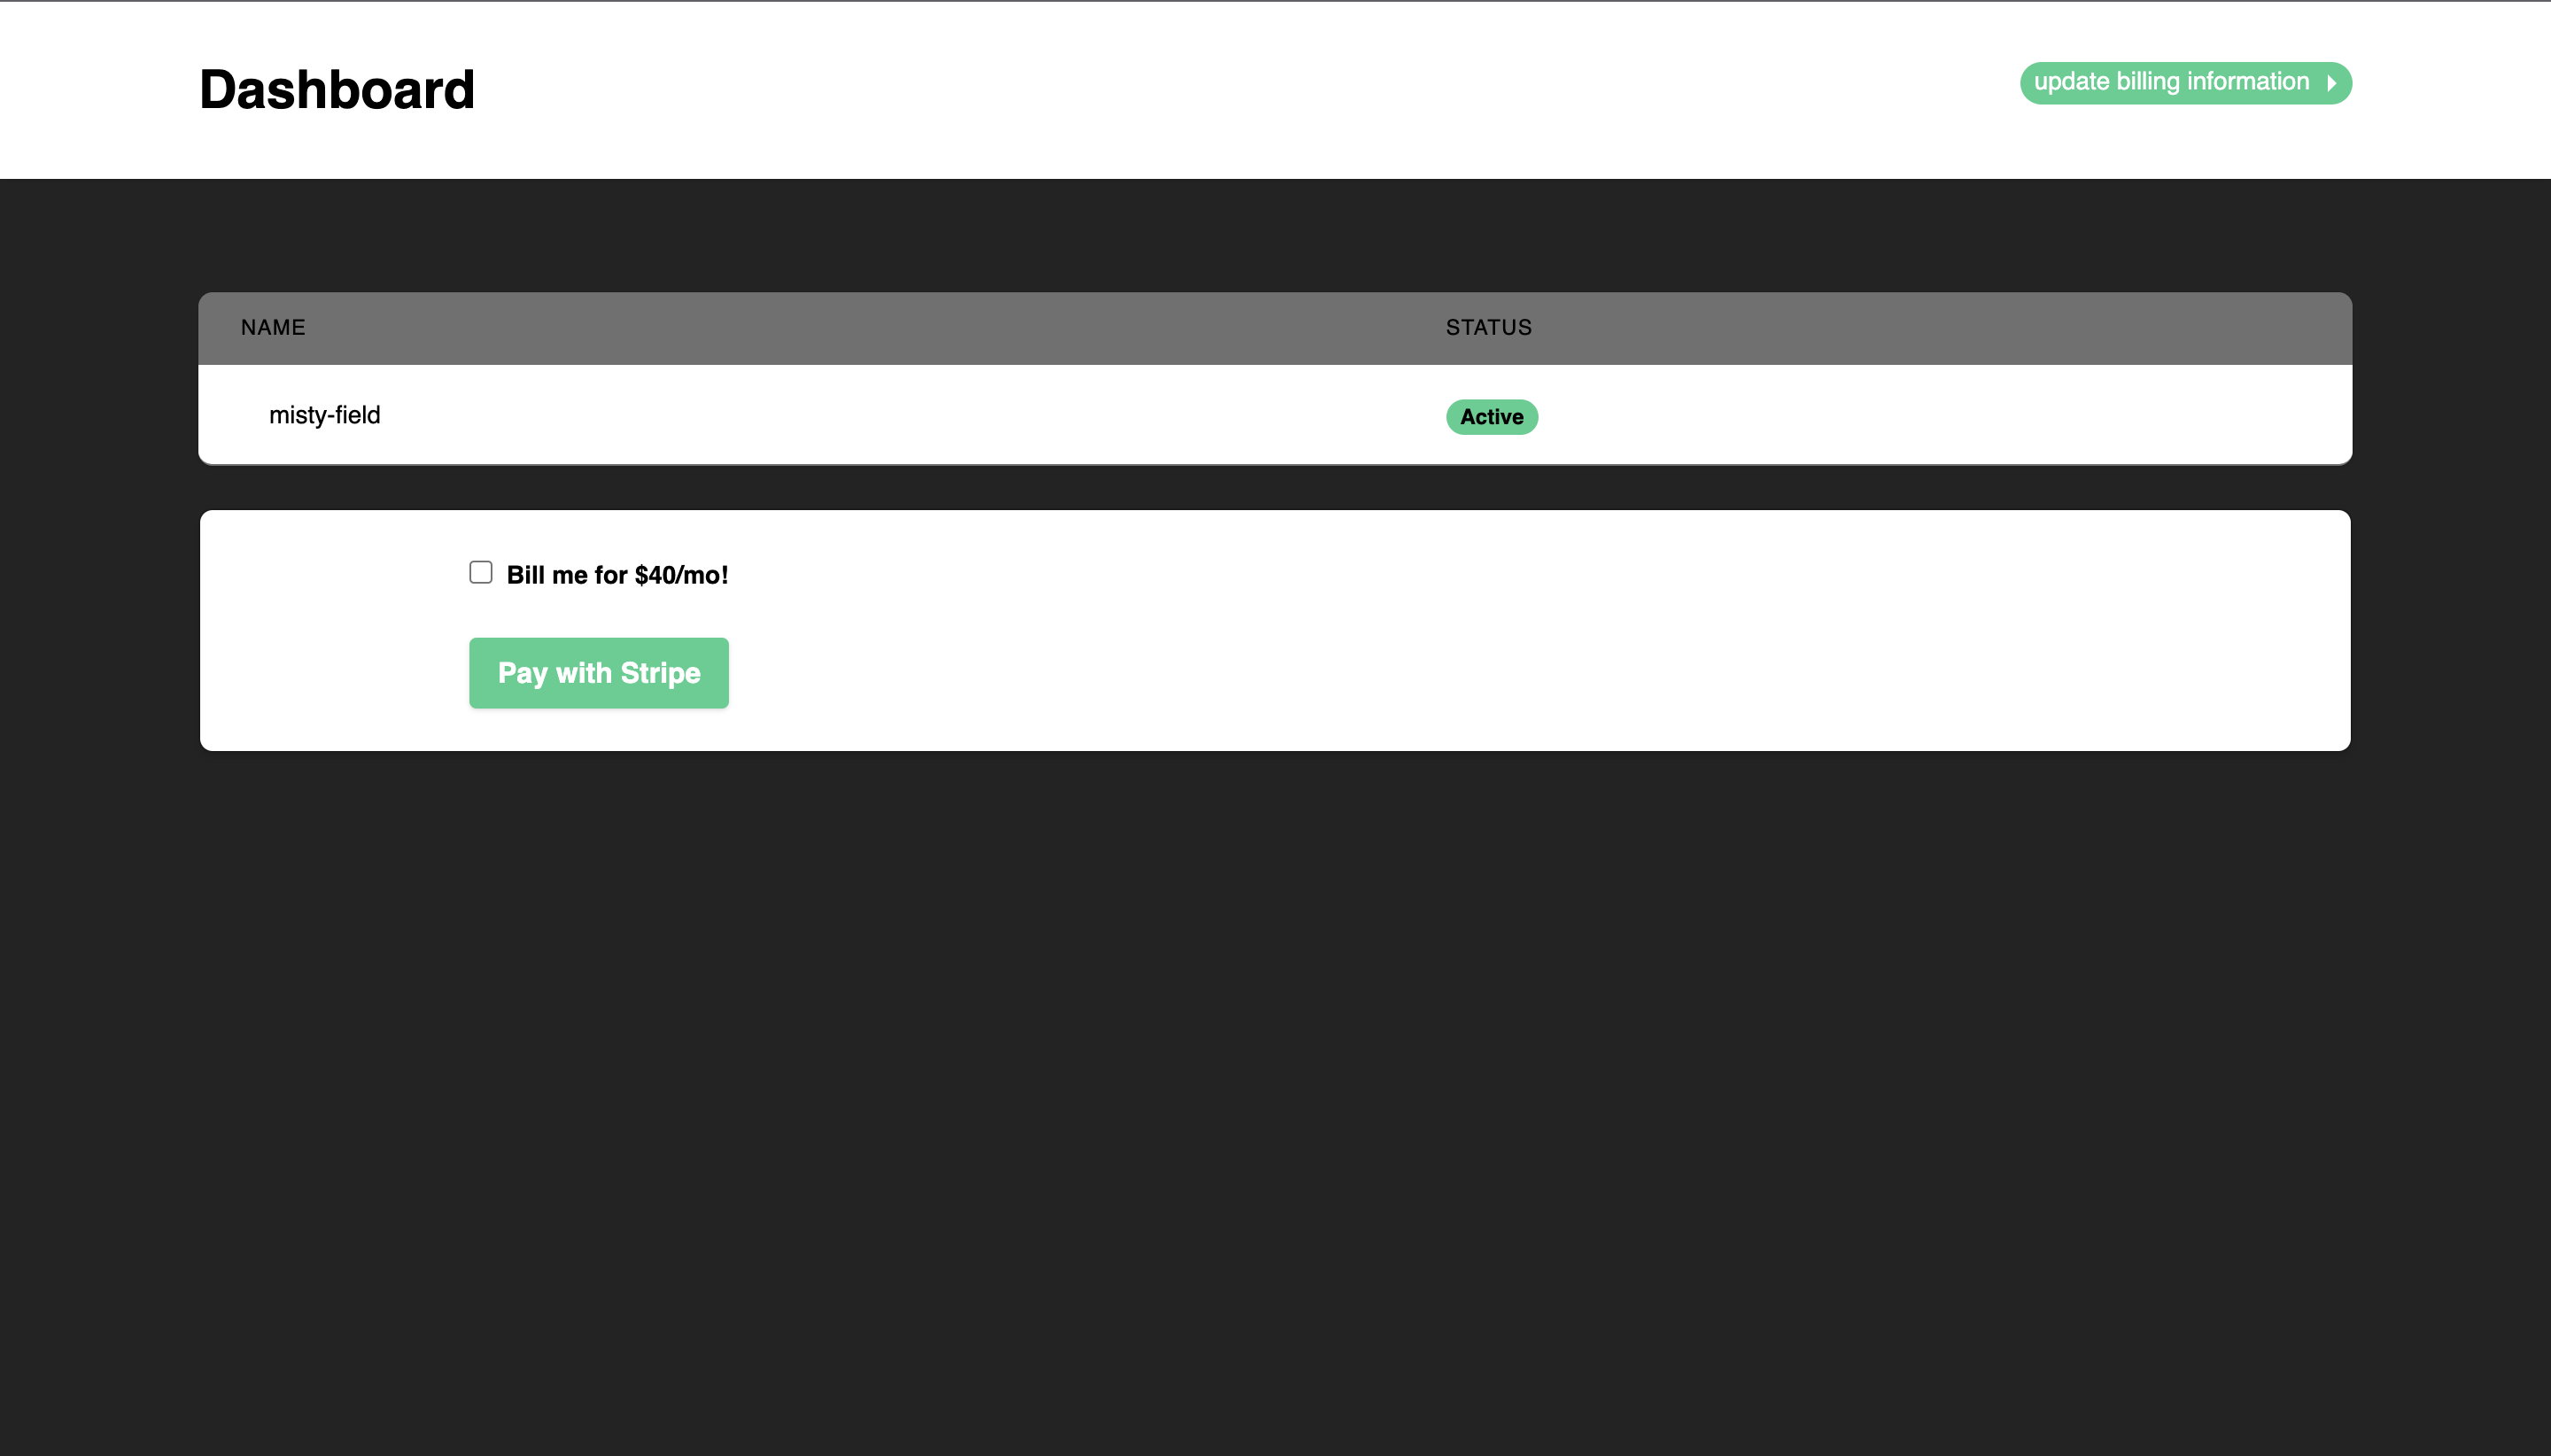 Dashboard
update billing information
NAME STATUS
misty-field Active
Bill me for $40/mo!
Pay with Stripe